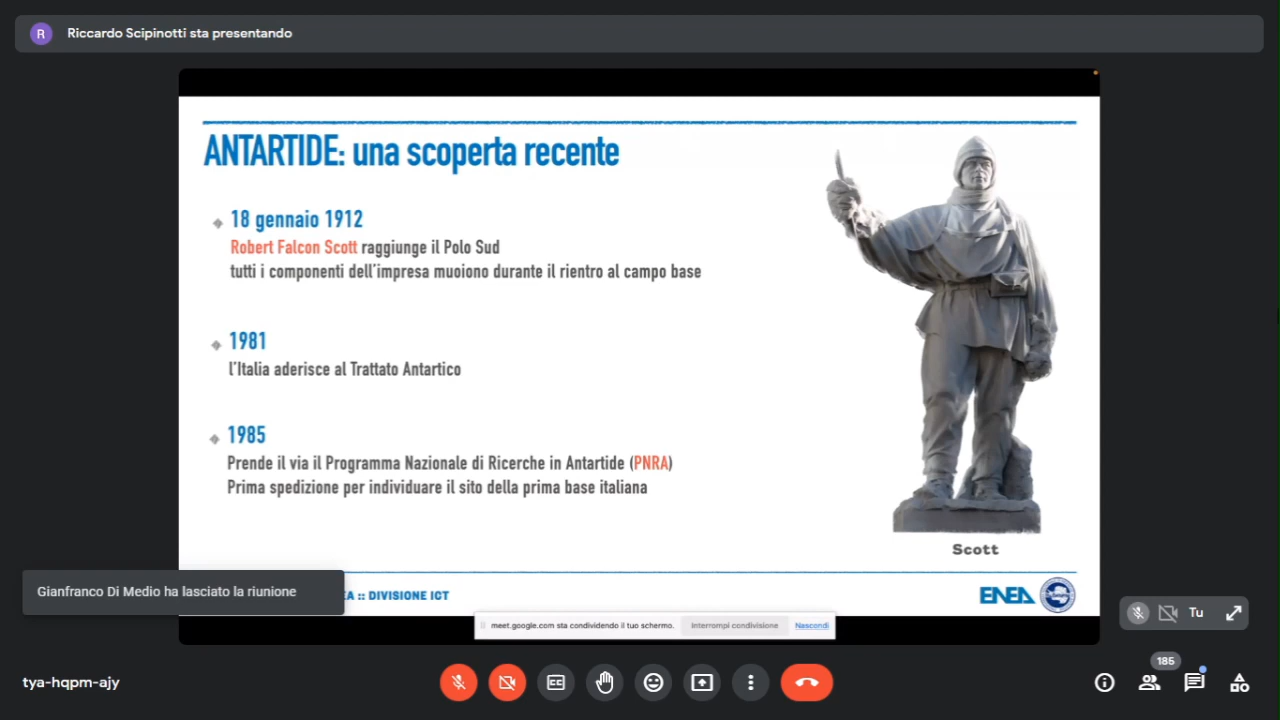 R Riccardo Scipinotti sta presentando
ANTARTIDE: una scoperta recente
18 gennaio 1912
Robert Falcon Scott raggiunge il Polo Sud
tutti i componenti dell'impresa muoiono durante il rientro al campo base
1981
l'Italia aderisce al Trattato Antartico
1985
Prende il via il Programma Nazionale di Ricerche in Antartide (PNRA)
Prima spedizione per individuare il sito della prima base italiana
Scott
Gianfranco Di Medio ha lasciato la riunione
EA :: DIVISIONE ICT
ENEA
meet.google.com sta condividendo il tuo schermo. Interrompi condivisione Nascondi
Tu
tya-hqpm-ajy
CC
185